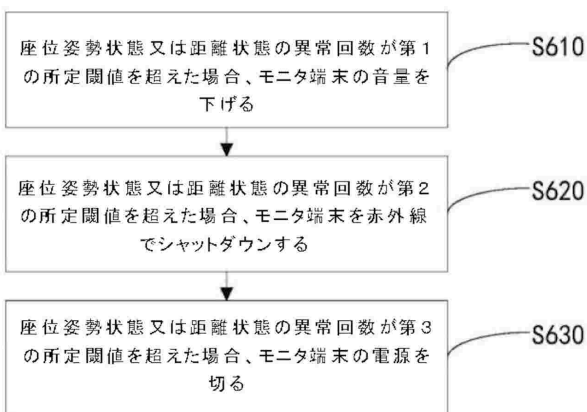 座位姿勢状態又は距離状態の異常回数が第1
の所定閾値を超えた場合、モニタ端末の音量を
下げる
S610
座位姿勢状態又は距離状態の異常回数が第2
の所定閾値を超えた場合、モニタ端末を赤外線
でシャットダウンする
S620
座位姿勢状態又は距離状態の異常回数が第3
の所定閾値を超えた場合、モニタ端末の電源を
切る
S630